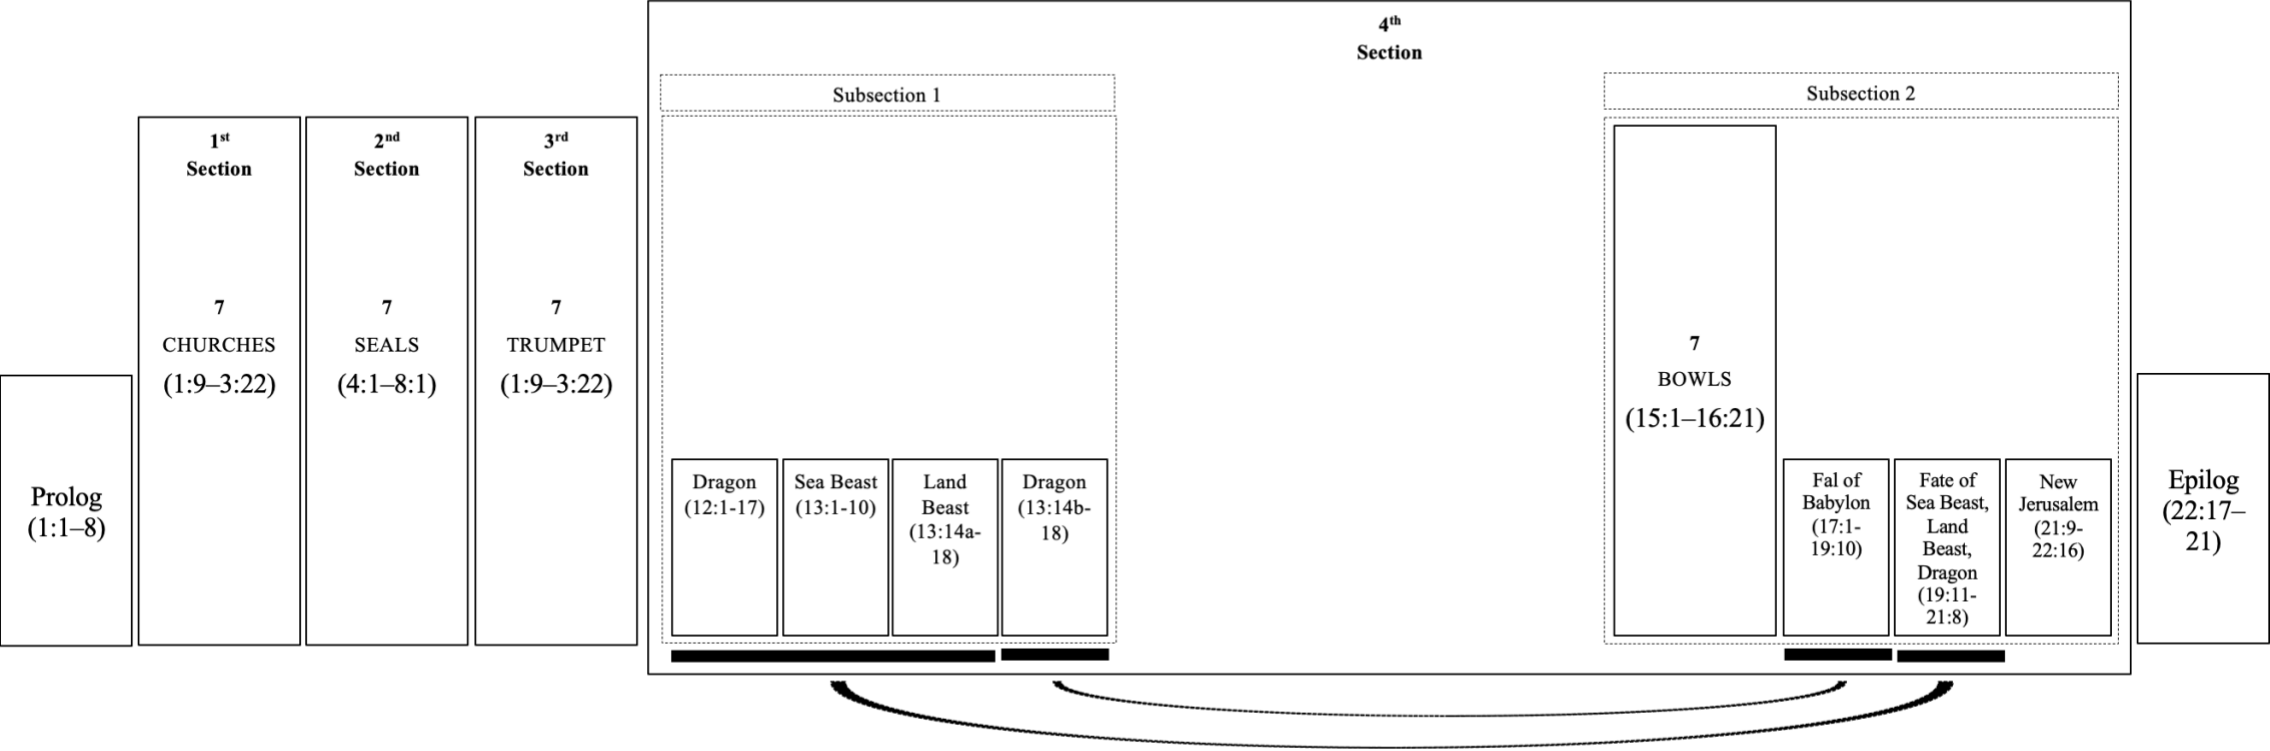 Prolog
(1:1–8)
1st
Section
7
CHURCHES
(1:9–3:22)
2nd
Section
7
SEALS
(4:1–8:1)
3rd
Section
7
TRUMPET
(1:9–3:22)
4th
Section
Subsection 1
Dragon
(12:1-17)
Sea Beast
(13:1-10)
Land
Beast
(13:14a-
18)
Dragon
(13:14b-
18)
Subsection 2
7
BOWLS
(15:1–16:21)
Fal of
Babylon
(17:1-
19:10)
Fate of
Sea Beast,
Land
Beast,
Dragon
(19:11-
21:8)
New
Jerusalem
(21:9-
22:16)
Epilog
(22:17–
21)